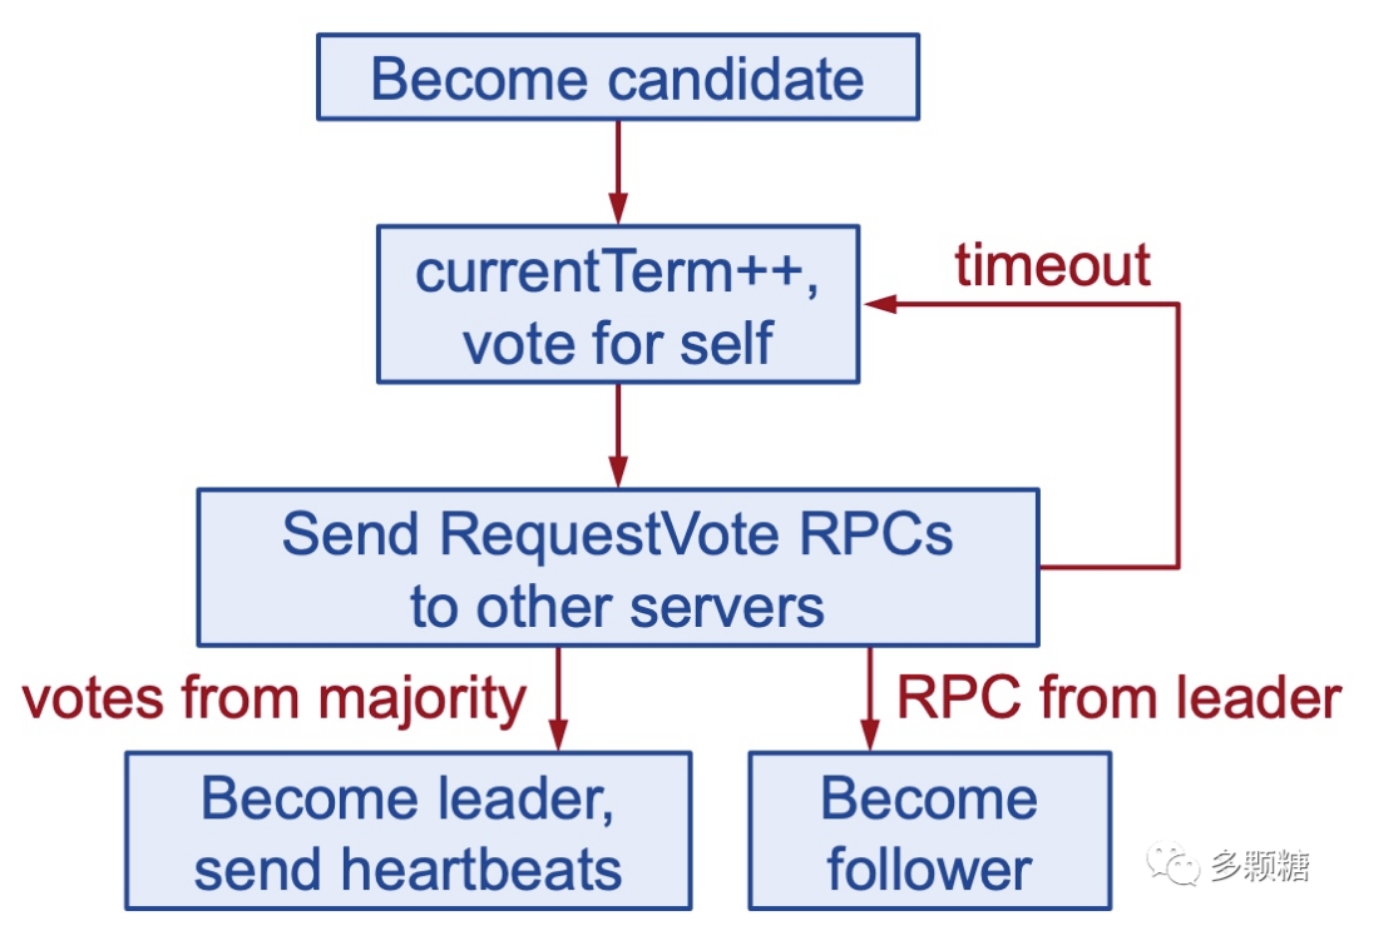 Become candidate
currentTerm++,
vote for self
timeout
Send RequestVote RPCs
to other servers
votes from majority
RPC from leader
Become leader,
send heartbeats
Become
follower
多颗糖